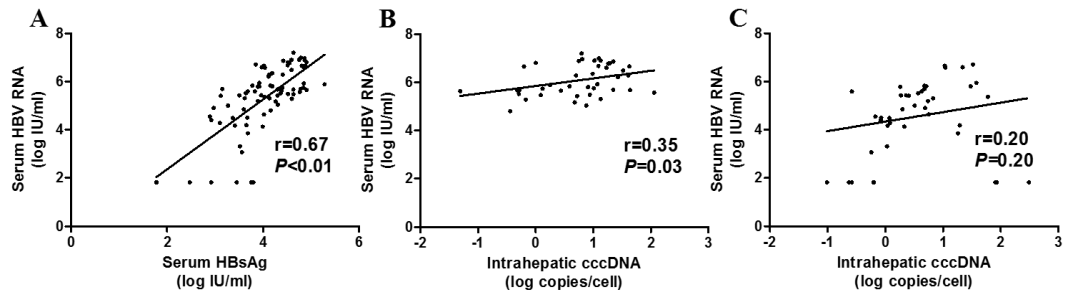 A
Serum HBV RNA
(log IU/ml)
8
6
4
2
0
r=0.67
P<0.01
0
2
4
6
Serum HBsAg
(log IU/ml)
B
Serum HBV RNA
(log IU/ml)
8
6
4
2
0
r=0.35
P=0.03
-2
-1
0
1
2
3
Intrahepatic cccDNA
(log copies/cell)
C
Serum HBV RNA
(log IU/ml)
8
6
4
2
0
r=0.20
P=0.20
-2
-1
0
1
2
3
Intrahepatic cccDNA
(log copies/cell)